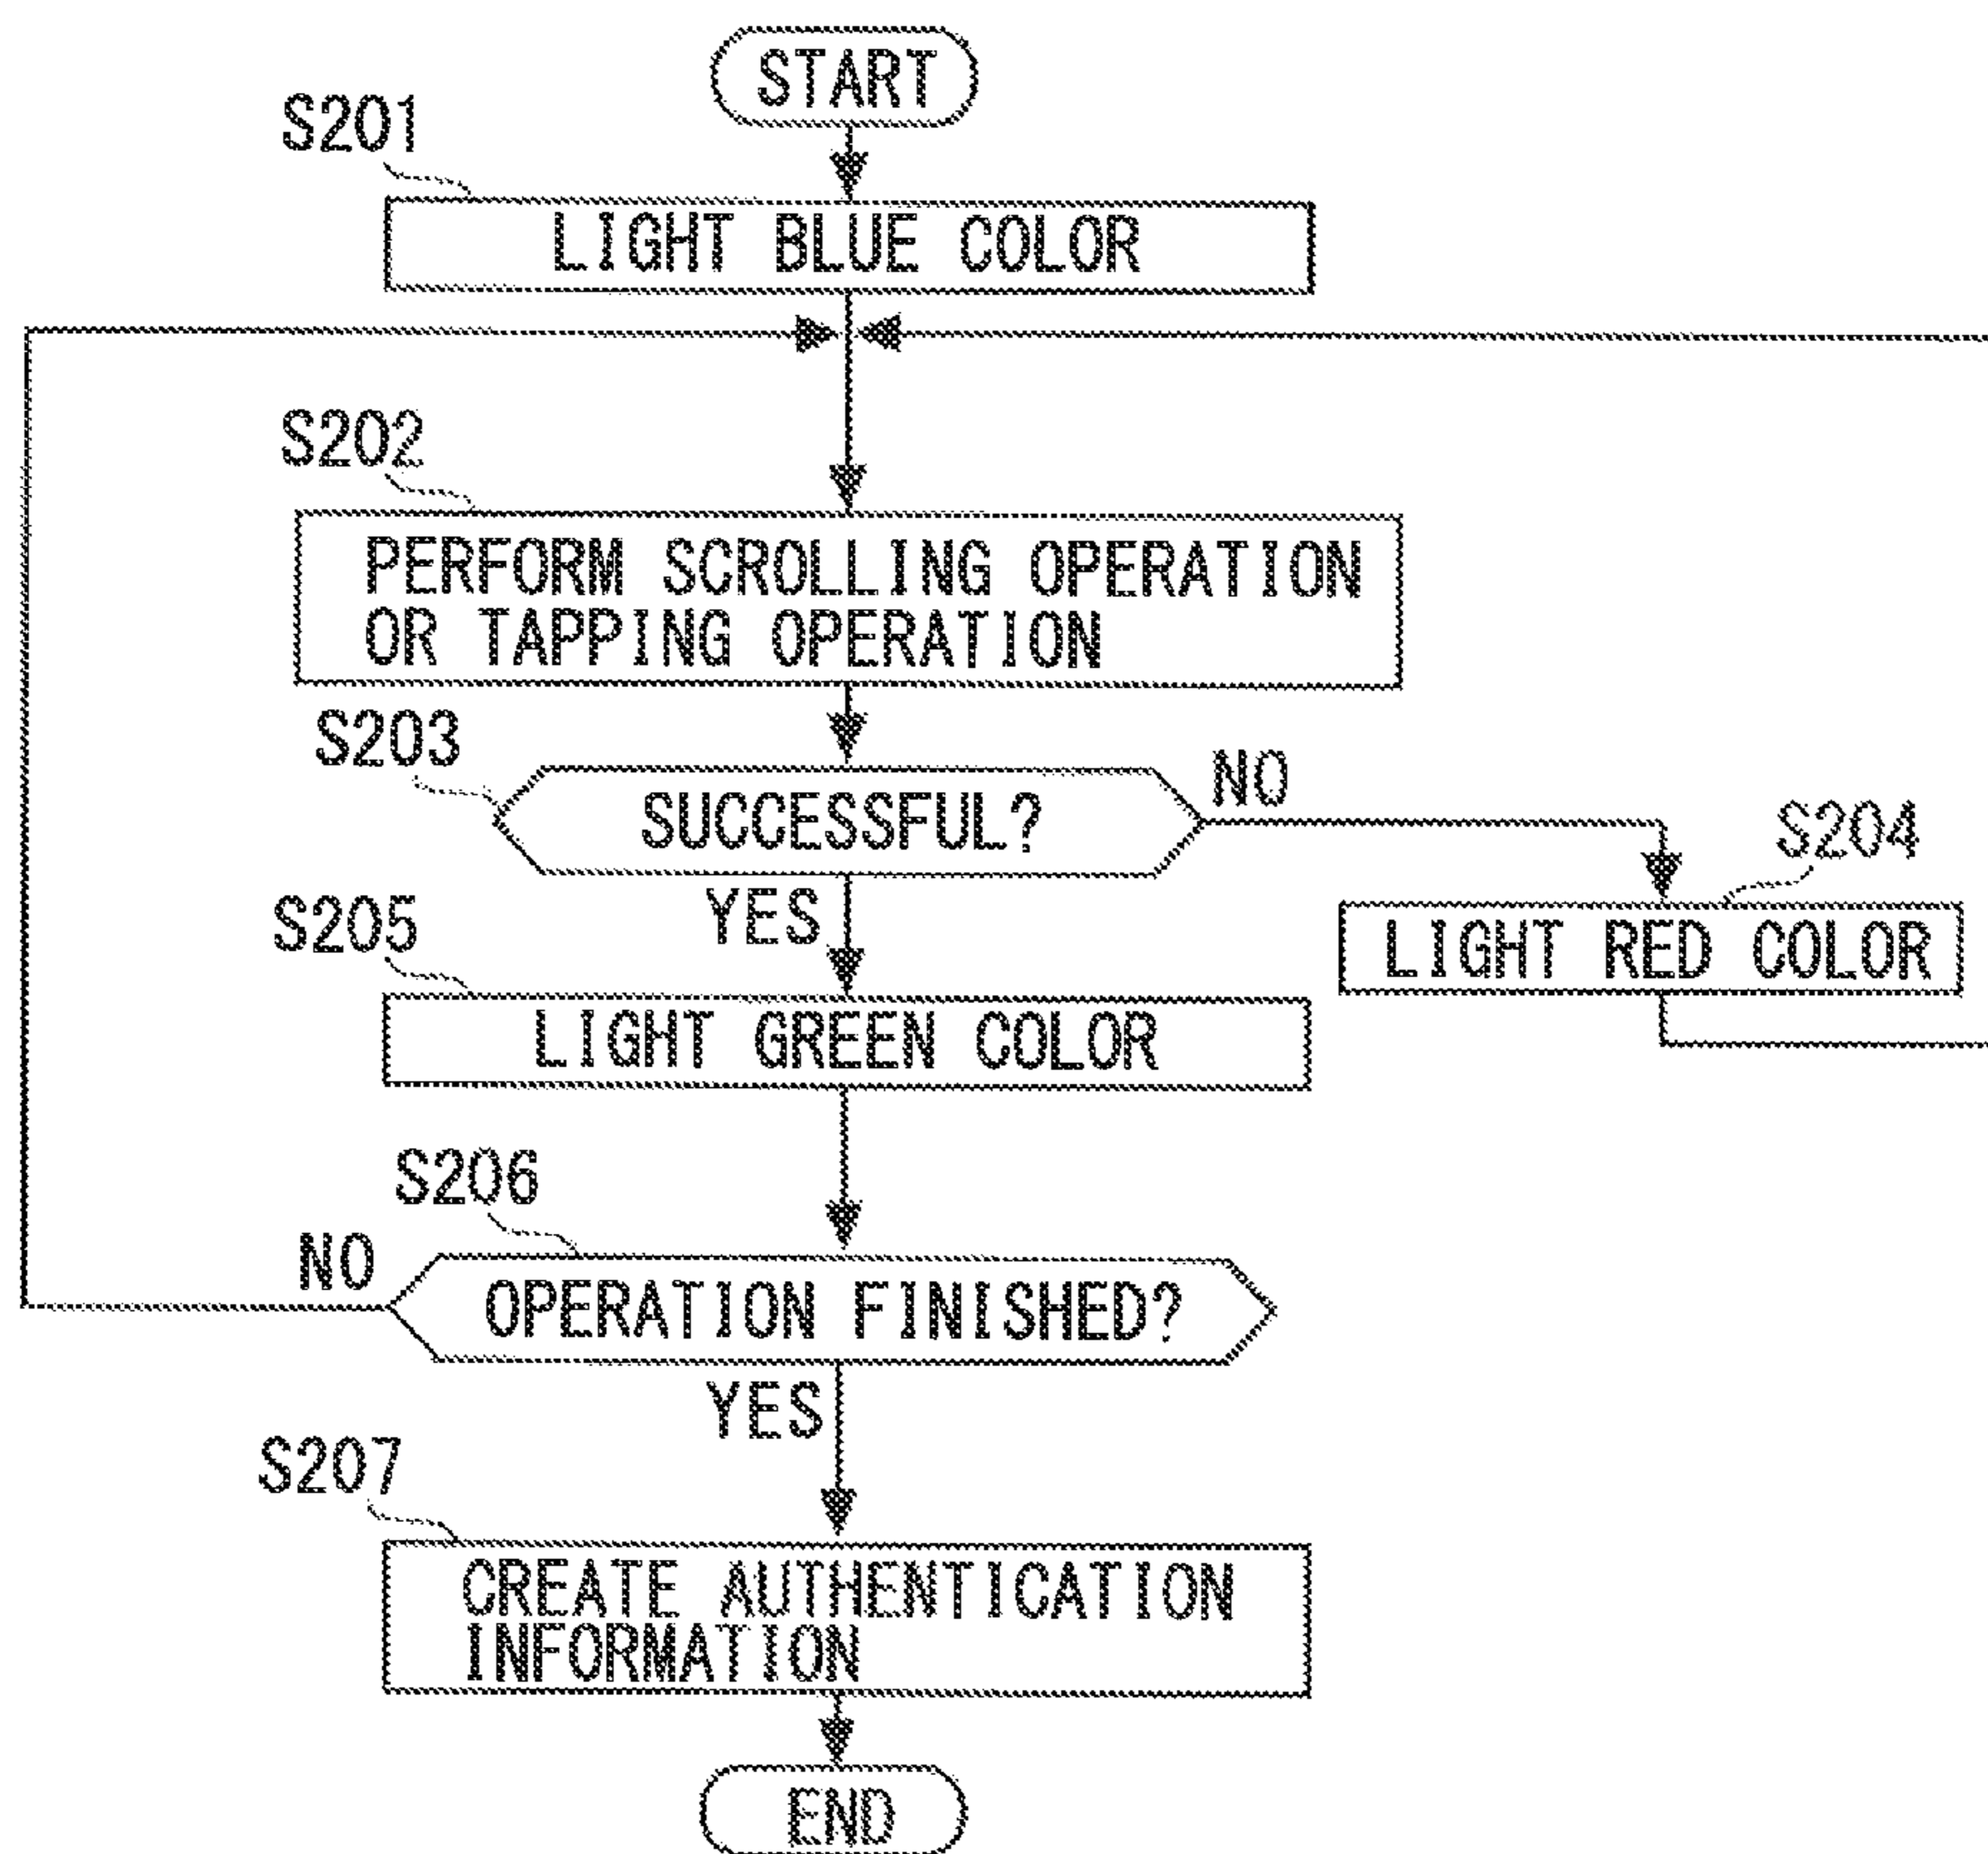 START
S201
LIGHT BLUE COLOR
S202
PERFORM SCROLLING OPERATION
OR TAPPING OPERATION
S203
SUCCESSFUL?
NO
S204
LIGHT RED COLOR
YES
S205
LIGHT GREEN COLOR
S206
NO
OPERATION FINISHED?
YES
S207
CREATE AUTHENTICATION
INFORMATION
END